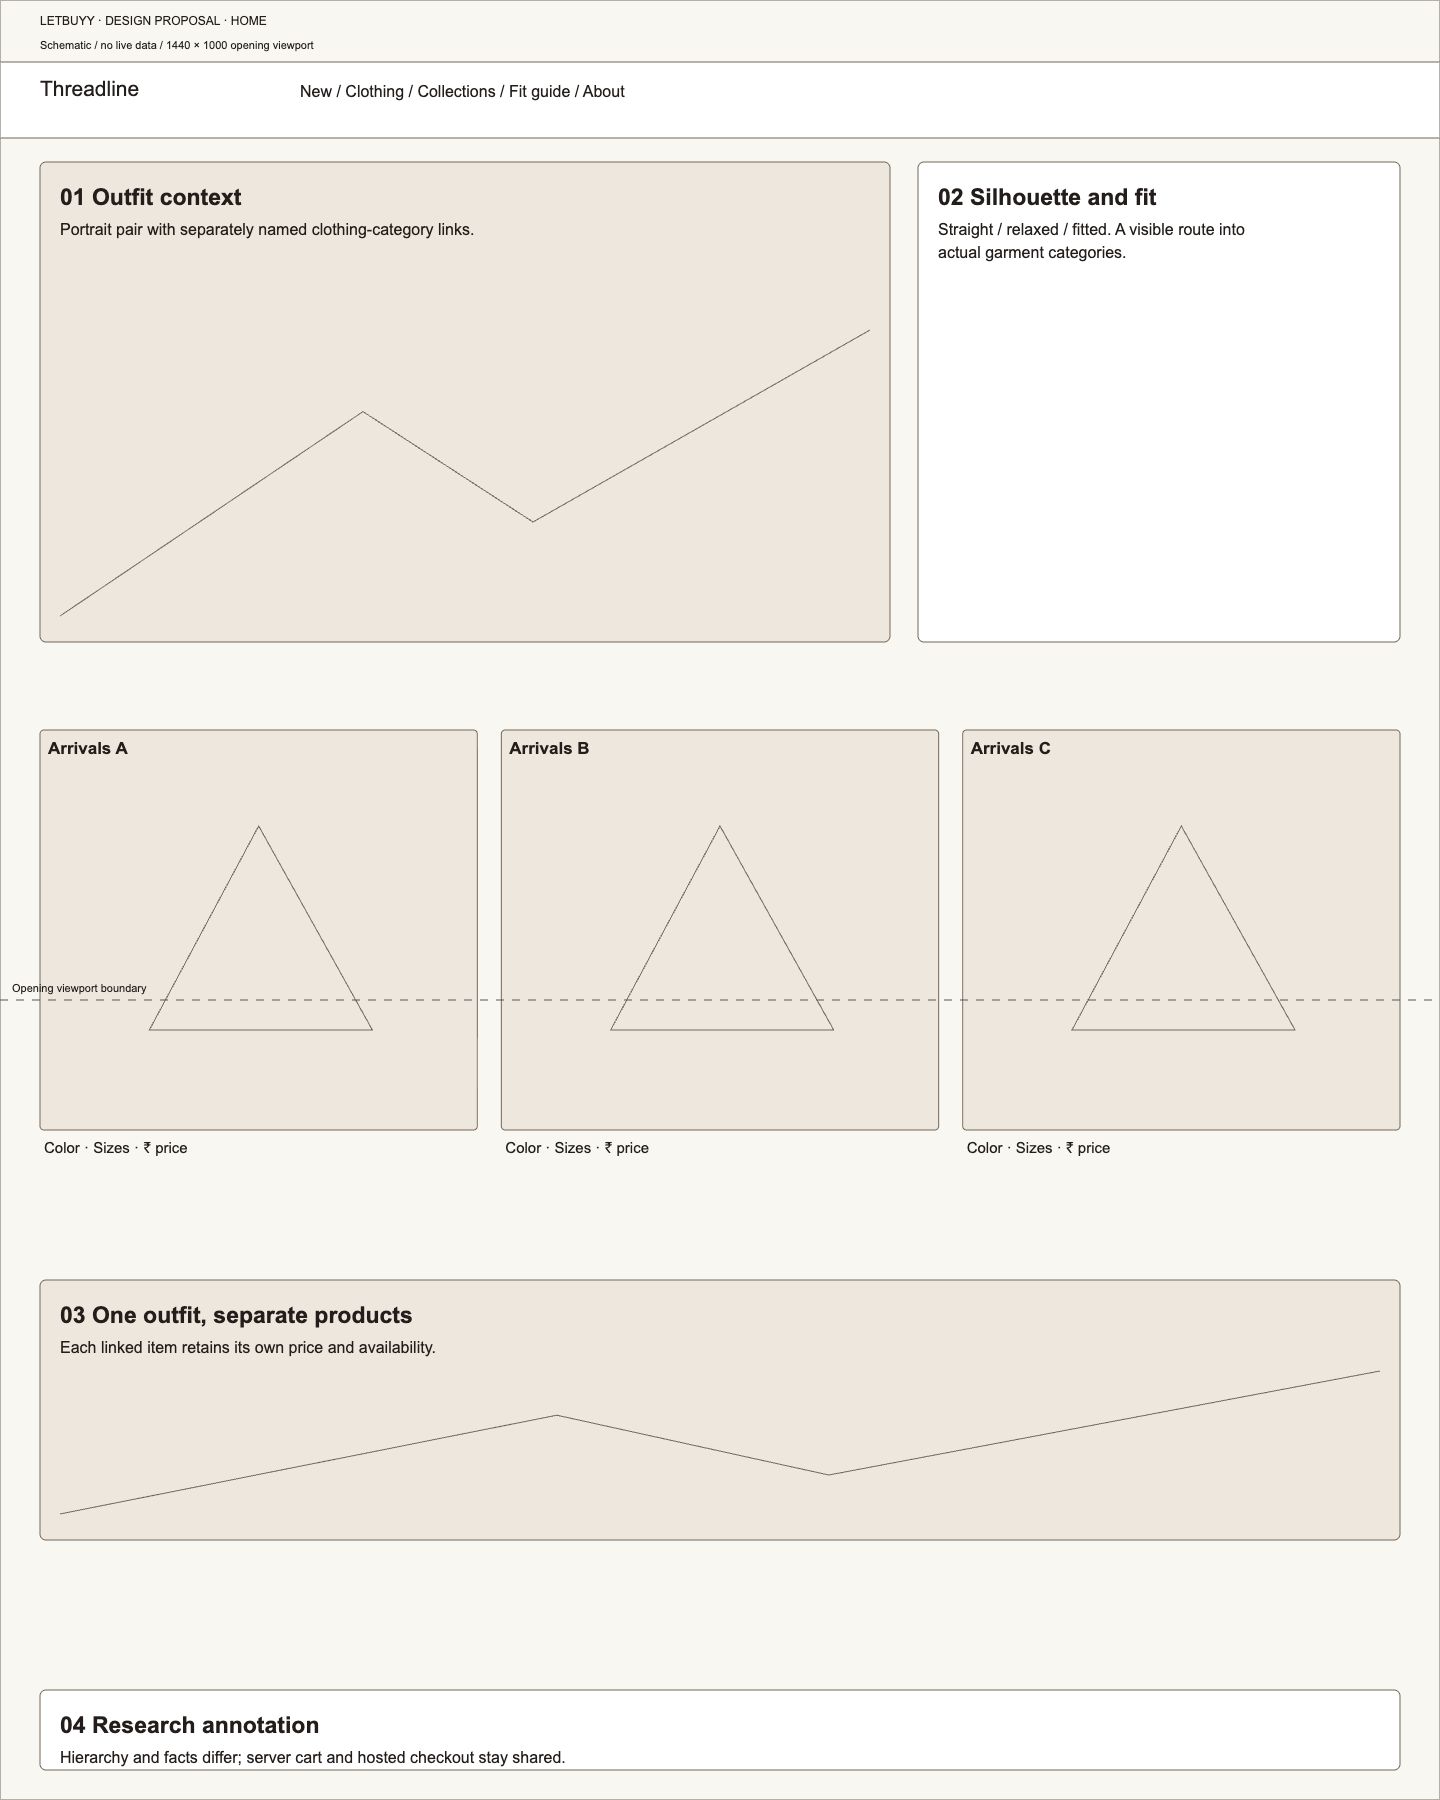 LETBUYY · DESIGN PROPOSAL · HOME
Schematic / no live data / 1440 × 1000 opening viewport
Threadline
New / Clothing / Collections / Fit guide / About
01 Outfit context
Portrait pair with separately named clothing-category links.
02 Silhouette and fit
Straight / relaxed / fitted. A visible route into
actual garment categories.
Arrivals A
Arrivals B
Arrivals C
Opening viewport boundary
Color · Sizes · ₹ price
Color · Sizes · ₹ price
Color · Sizes · ₹ price
03 One outfit, separate products
Each linked item retains its own price and availability.
04 Research annotation
Hierarchy and facts differ; server cart and hosted checkout stay shared.